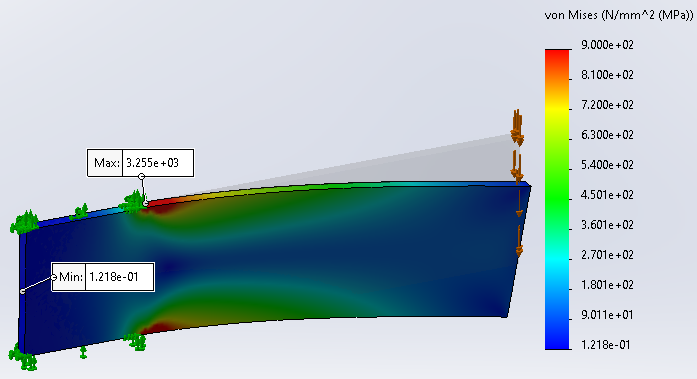 von Mises (N/mm^2 (MPa))
9.000e+02
8.100e+02
7.200e+02
6.300e+02
5.400e+02
4.501e+02
3.601e+02
2.701e+02
1.801e+02
9.011e+01
1.218e-01
Max: 3.255e+03
Min: 1.218e-01